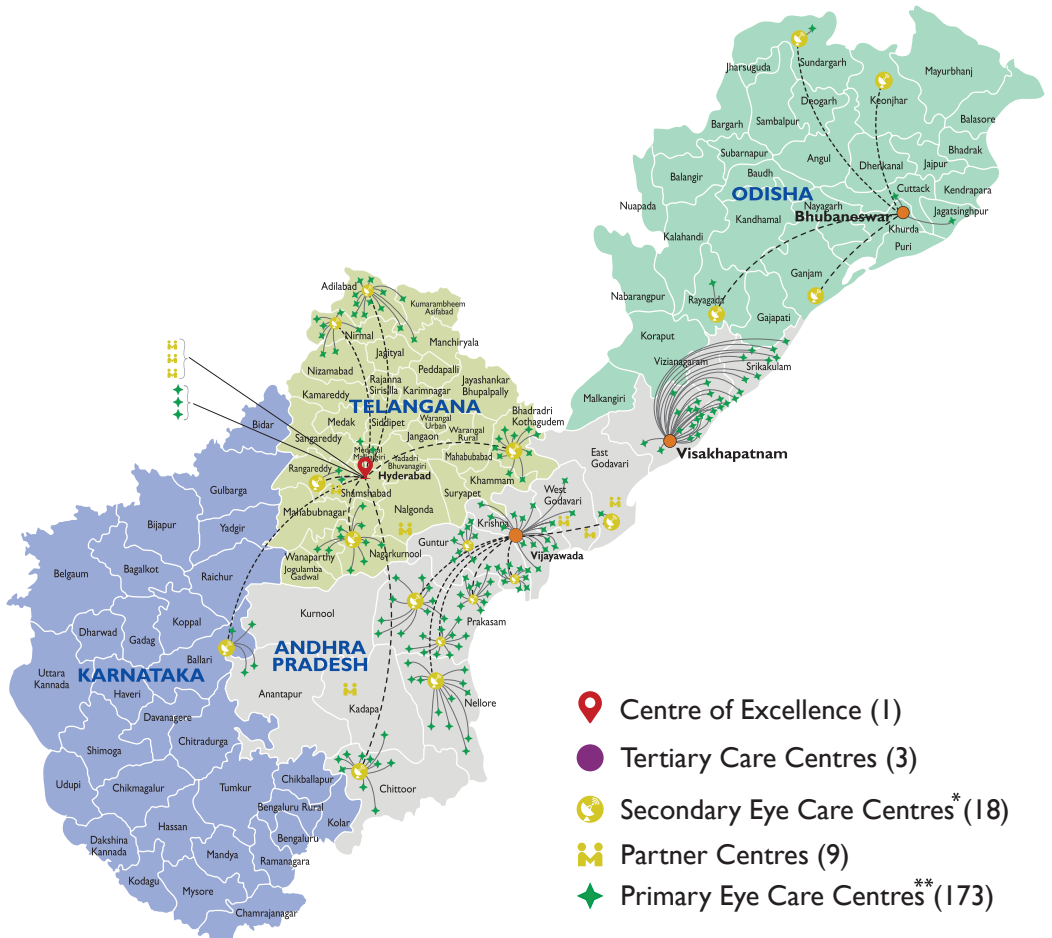 Sundargarh
Jharsuguda
Mayurbhanj
Deogarh
Keonjhar
Sambalpur
Bargarh
Balasore
Subarnapur
Angul
Bhadrak
Dhenkanal
Jajpur
Baudh
Balangir
ODISHA
Cuttack
Kendrapara
Nuapada
Nayagarh
Jagatsinghpur
Kandhamal
Bhubaneswar
Khurda
Kalahandi
Puri
Ganjam
Nabarangpur
Rayagada
Gajapati
Koraput
Vizianagaram
Srikakulam
Malkangiri
Visakhapatnam
Adilabad
Kumarambheem
Asifabad
Nirmal
Manchiryala
Jagityal
Nizamabad
Peddapalli
Rajanna
Sirsilla
Karimnagar
Jayashankar
Bhupalpally
Kamareddy
TELANGANA
Bhadradri
Kothagudem
Medak
Siddipet
Warangal
Urban
Warangal
Rural
Jangaon
Sangareddy
Mahabubabad
Yadadri
Bhuvanagiri
Rangareddy
Hyderabad
Khammam
Shamshabad
Suryapet
Mahabubnagar
Nalgonda
Wanaparthy
Nagarkurnool
Jogulamba
Gadwal
East
Godavari
West
Godavari
Krishna
Guntur
Vijayawada
Kurnool
Prakasam
ANDHRA
PRADESH
Anantapur
Kadapa
Nellore
Chittoor
Bidar
Gulbarga
Bijapur
Yadgir
Bagalkot
Belgaum
Raichur
Koppal
Dharwad
Gadag
Ballari
Uttara
Kannada
KARNATAKA
Haveri
Davanagere
Chitradurga
Shimoga
Udupi
Chikmagalur
Tumkur
Chikballapur
Bengaluru Rural
Kolar
Hassan
Bengaluru
Dakshina
Kannada
Mandya
Ramanagara
Kodagu
Mysore
Chamrajanagar
Centre of Excellence (1)
Tertiary Care Centres (3)
Secondary Eye Care Centres* (18)
Partner Centres (9)
Primary Eye Care Centres** (173)